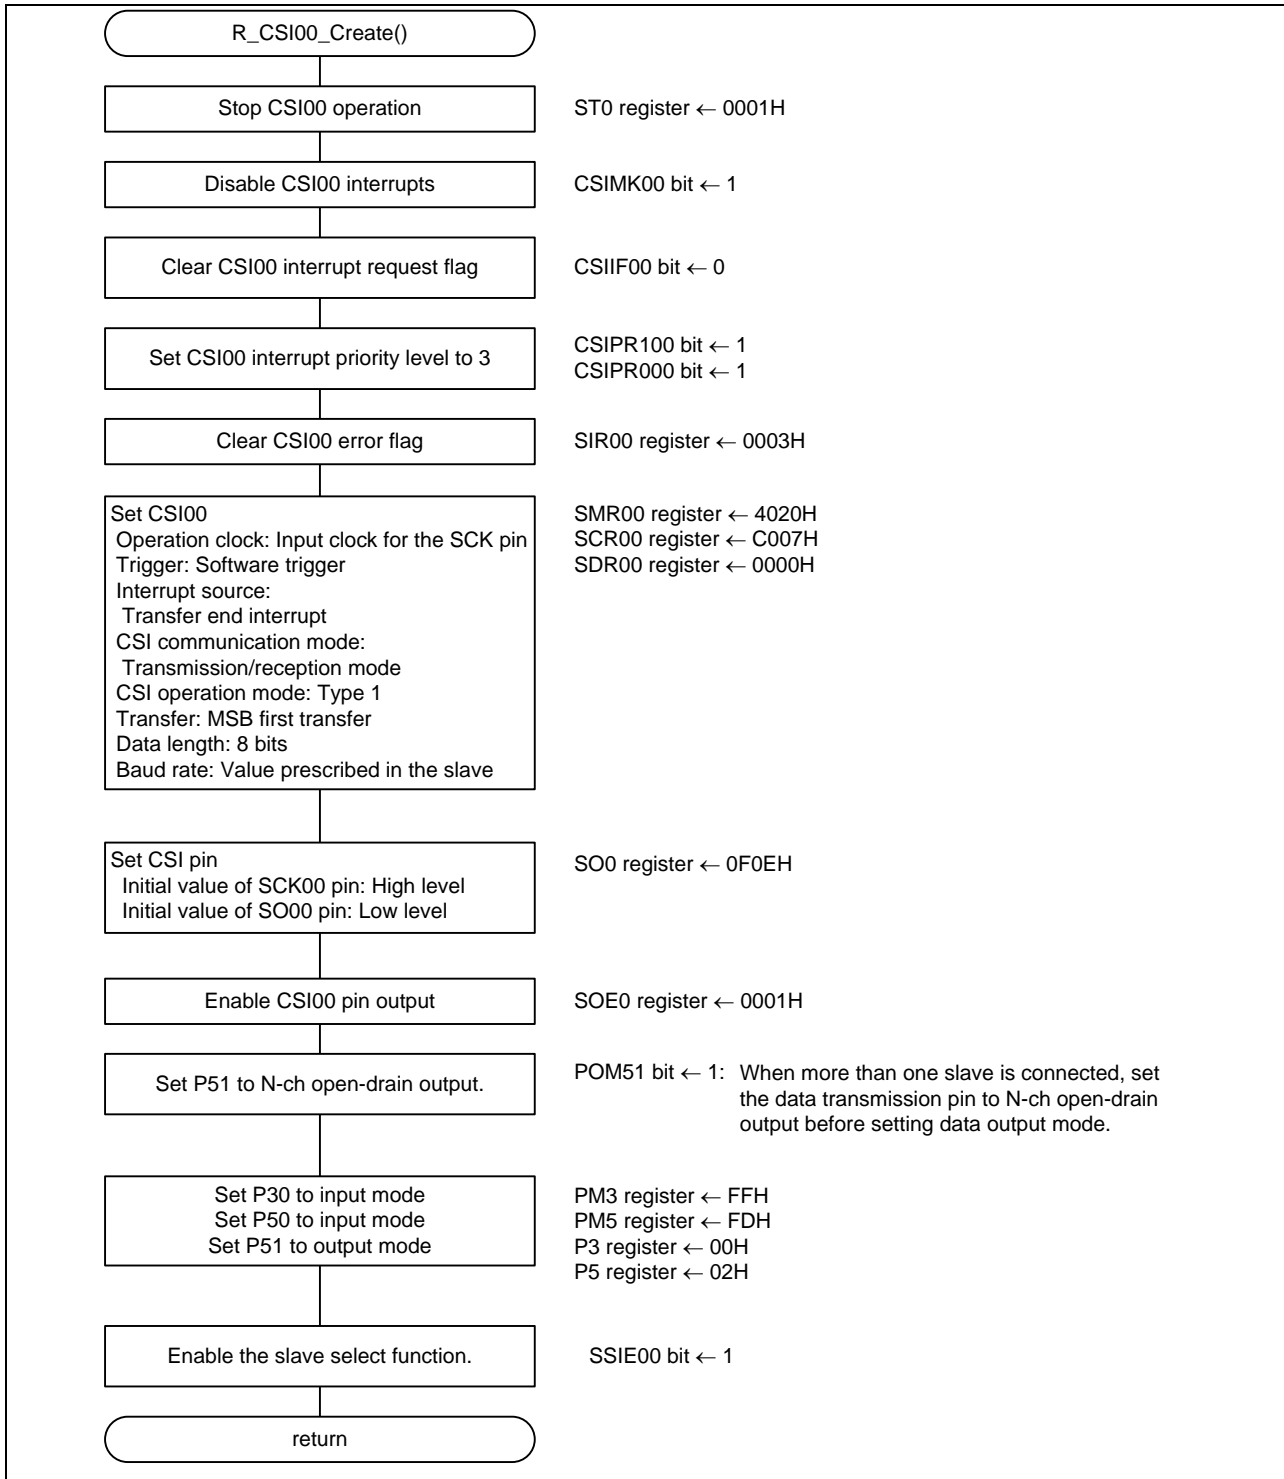 R_CSI00_Create()
Stop CSI00 operation
ST0 register ← 0001H
Disable CSI00 interrupts
CSIMK00 bit ← 1
Clear CSI00 interrupt request flag
CSIIF00 bit ← 0
Set CSI00 interrupt priority level to 3
CSIPR100 bit ← 1
CSIPR000 bit ← 1
Clear CSI00 error flag
SIR00 register ← 0003H
Set CSI00
Operation clock: Input clock for the SCK pin
Trigger: Software trigger
Interrupt source:
Transfer end interrupt
CSI communication mode:
Transmission/reception mode
CSI operation mode: Type 1
Transfer: MSB first transfer
Data length: 8 bits
Baud rate: Value prescribed in the slave
SMR00 register ← 4020H
SCR00 register ← C007H
SDR00 register ← 0000H
Set CSI pin
Initial value of SCK00 pin: High level
Initial value of SO00 pin: Low level
SO0 register ← 0F0EH
Enable CSI00 pin output
SOE0 register ← 0001H
Set P51 to N-ch open-drain output.
POM51 bit ← 1: When more than one slave is connected, set
the data transmission pin to N-ch open-drain
output before setting data output mode.
Set P30 to input mode
Set P50 to input mode
Set P51 to output mode
PM3 register ← FFH
PM5 register ← FDH
P3 register ← 00H
P5 register ← 02H
Enable the slave select function.
SSIE00 bit ← 1
return